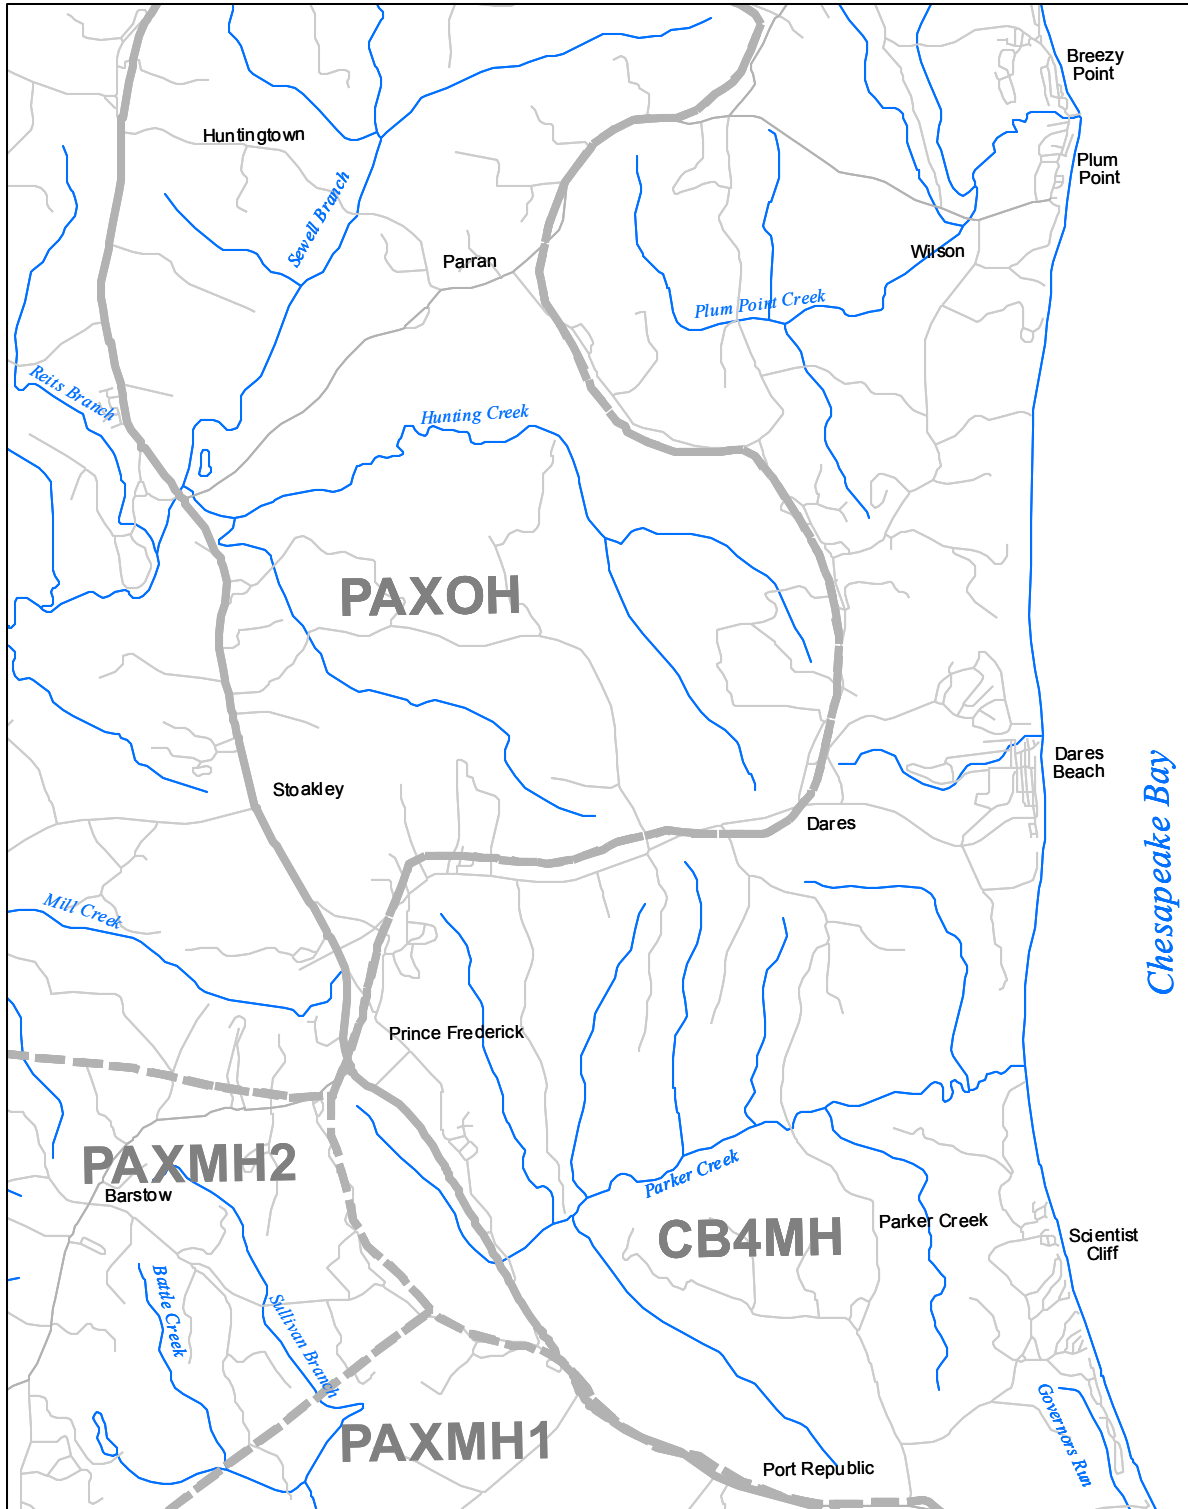 Breezy
Point
Huntingtown
Plum
Point
Sewell Branch
Wilson
Parran
Plum Point Creek
Reits Branch
Hunting Creek
PAXOH
Dares
Beach
Chesapeake Bay
Stoakley
Dares
Mill Creek
Prince Frederick
PAXMH2
Barstow
Parker Creek
CB4MH
Parker Creek
Scientist
Cliff
Battle Creek
Sullivan Branch
PAXMH1
Governors Run
Port Republic